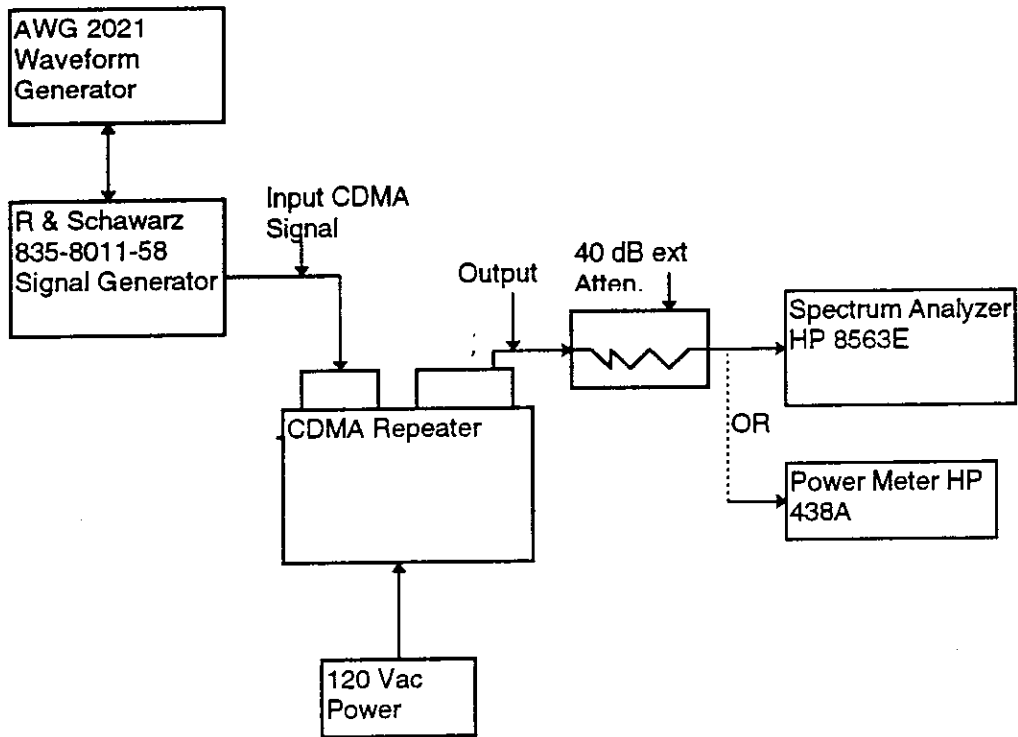 AWG 2021
Waveform
Generator
R & Schawarz
835-8011-58
Signal Generator
Input CDMA
Signal
Output
40 dB ext
Atten.
Spectrum Analyzer
HP 8563E
CDMA Repeater
OR
Power Meter HP
438A
120 Vac
Power